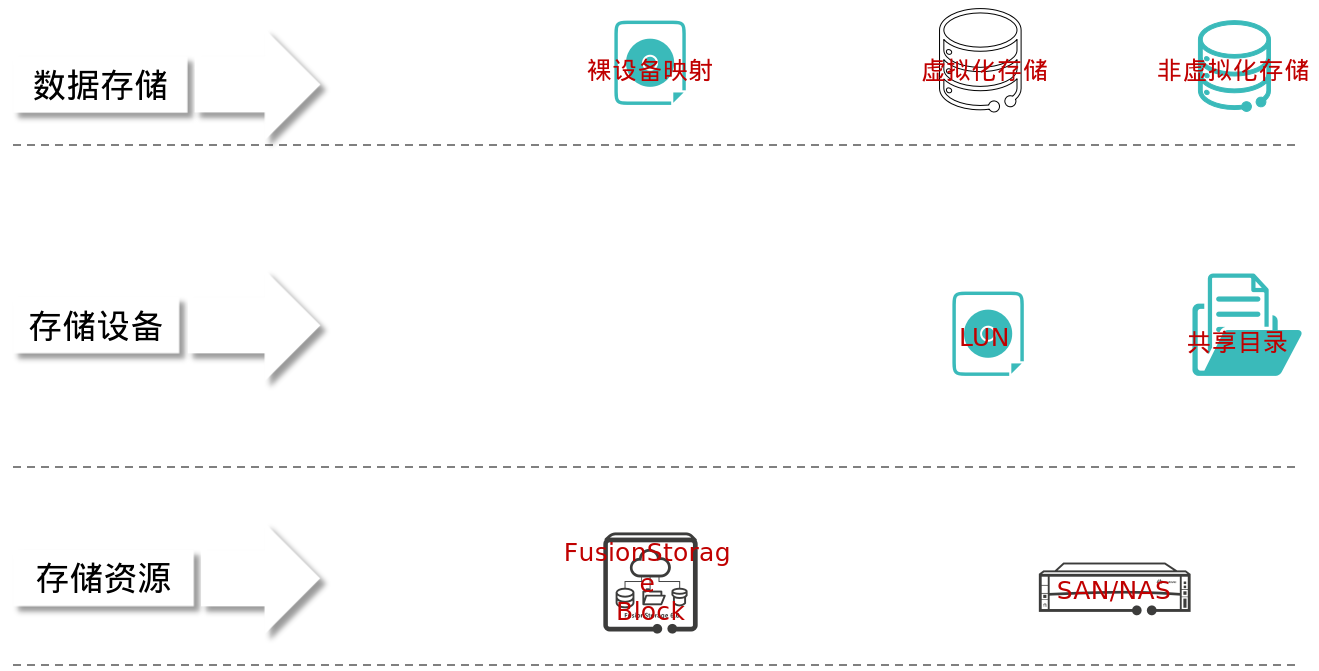 数据存储
裸设备映射
虚拟化存储
非虚拟化存储
存储设备
LUN
共享目录
存储资源
FusionStorag
e
Block
SAN/NAS